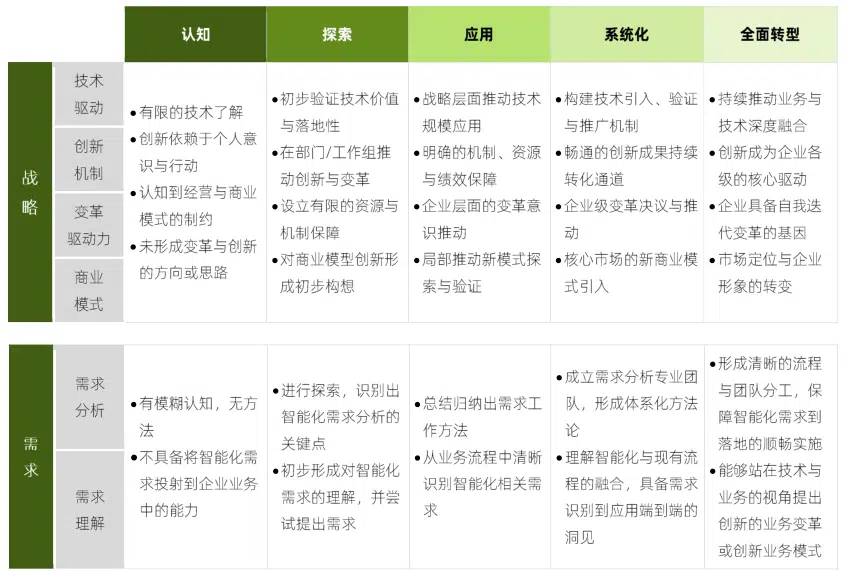 认知
探索
应用
系统化
全面转型
战
略
技术
驱动
创新
机制
变革
驱动力
商业
模式
●有限的技术了解
●创新依赖于个人意
识与行动
●认知到经营与商业
模式的制约
●未形成变革与创新
的方向或思路
●初步验证技术价值
与落地性
●在部门/工作组推
动创新与变革
●设立有限的资源与
机制保障
●对商业模型创新形
成初步构想
●战略层面推动技术
规模应用
●明确的机制、资源
与绩效保障
●企业层面的变革意
识推动
●局部推动新模式探
索与验证
●构建技术引入、验证
与推广机制
●畅通的创新成果持续
转化通道
●企业级变革决议与推
动
●核心市场的新商业模
式引入
●持续推动业务与
技术深度融合
●创新成为企业各
级的核心驱动
●企业具备自我迭
代变革的基因
●市场定位与企业
形象的转变
需
求
需求
分析
需求
理解
●有模糊认知，无方
法
●不具备将智能化需
求投射到企业业务
中的能力
●进行探索，识别出
智能化需求分析的
关键点
●初步形成对智能化
需求的理解，并尝
试提出需求
●总结归纳出需求工
作方法
●从业务流程中清晰
识别智能化相关需
求
●成立需求分析专业团
队，形成体系化方法
论
●理解智能化与现有流
程的融合，具备需求
识别到应用端到端的
洞见
●形成清晰的流程
与团队分工，保
障智能化需求到
落地的顺畅实施
●能够站在技术与
业务的视角提出
创新的业务变革
或创新业务模式